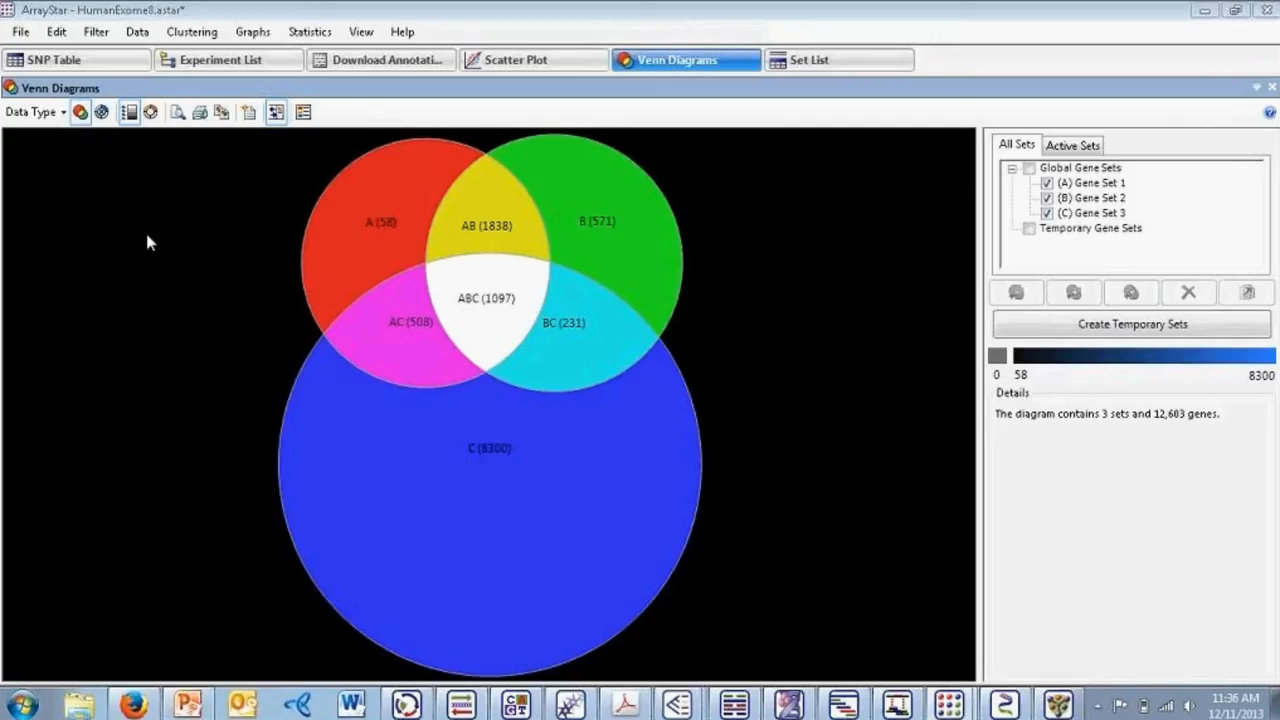 ArrayStar - HumanExome8.astar*
File Edit Filter Data Clustering Graphs Statistics View Help
SNP Table Experiment List Download Annotati... Scatter Plot Venn Diagrams Set List
Venn Diagrams
Data Type
All Sets Active Sets
Global Gene Sets
(A) Gene Set 1
(B) Gene Set 2
(C) Gene Set 3
Temporary Gene Sets
A (58)
AB (1838)
B (571)
ABC (1097)
AC (508)
BC (231)
C (8300)
Create Temporary Sets
0 58 8300
Details
The diagram contains 3 sets and 12,603 genes.
11:36 AM
12/11/2013